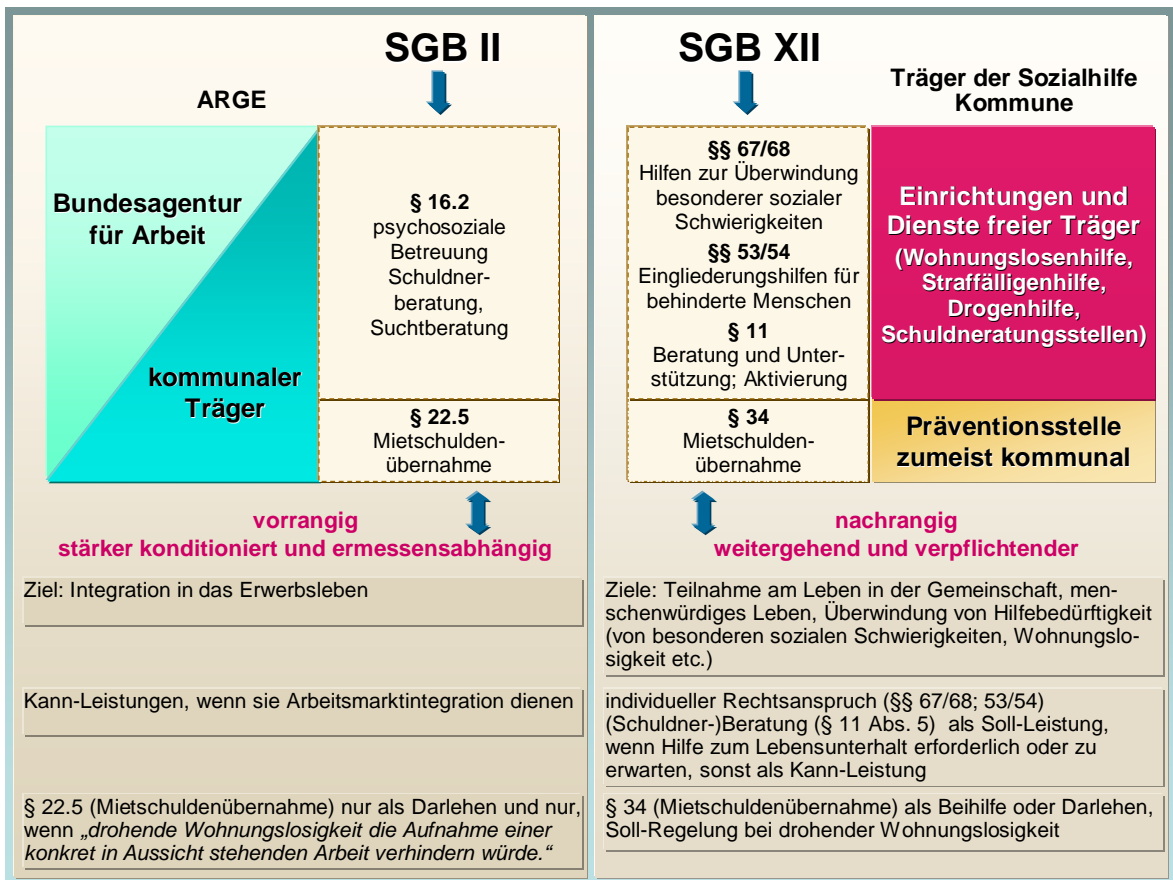 SGB II
ARGE
Bundesagentur
für Arbeit
kommunaler
Träger
§ 16.2
psychosoziale
Betreuung
Schuldner-
beratung,
Suchtberatung
§ 22.5
Mietschulden-
übernahme
vorrangig
stärker konditioniert und ermessensabhängig
Ziel: Integration in das Erwerbsleben
Kann-Leistungen, wenn sie Arbeitsmarktintegration dienen
§ 22.5 (Mietschuldenübernahme) nur als Darlehen und nur,
wenn „drohende Wohnungslosigkeit die Aufnahme einer
konkret in Aussicht stehenden Arbeit verhindern würde.“
SGB XII
Träger der Sozialhilfe
Kommune
§§ 67/68
Hilfen zur Überwindung
besonderer sozialer
Schwierigkeiten
§§ 53/54
Eingliederungshilfen für
behinderte Menschen
§ 11
Beratung und Unter-
stützung; Aktivierung
§ 34
Mietschulden-
übernahme
Einrichtungen und
Dienste freier Träger
(Wohnungslosenhilfe,
Straffälligenhilfe,
Drogenhilfe,
Schuldneratungsstellen)
Präventionsstelle
zumeist kommunal
nachrangig
weitergehend und verpflichtender
Ziele: Teilnahme am Leben in der Gemeinschaft, men-
schenwürdiges Leben, Überwindung von Hilfebedürftigkeit
(von besonderen sozialen Schwierigkeiten, Wohnungslo-
sigkeit etc.)
individueller Rechtsanspruch (§§ 67/68; 53/54)
(Schuldner-)Beratung (§ 11 Abs. 5) als Soll-Leistung,
wenn Hilfe zum Lebensunterhalt erforderlich oder zu
erwarten, sonst als Kann-Leistung
§ 34 (Mietschuldenübernahme) als Beihilfe oder Darlehen,
Soll-Regelung bei drohender Wohnungslosigkeit